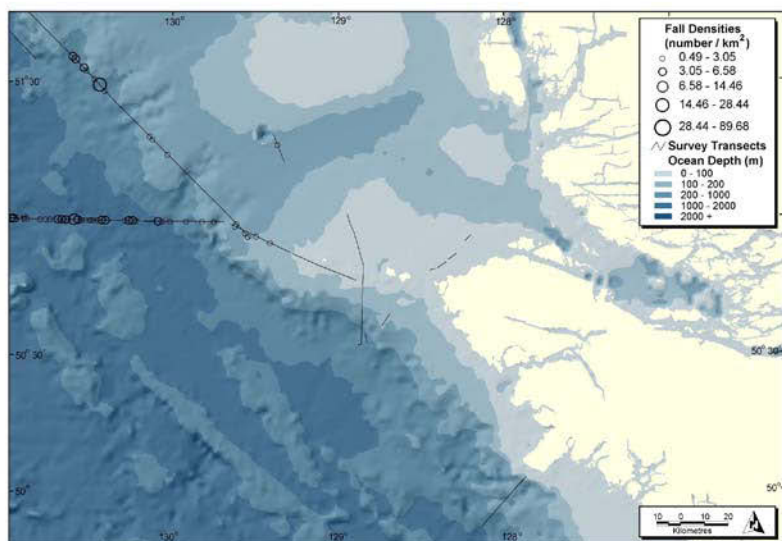 130°
129°
128°
51° 30'
50° 30'
50° 30'
50°
50°
130°
129°
128°
Fall Densities
(number / km²)
0.49 - 3.05
3.05 - 6.58
6.58 - 14.46
14.46 - 28.44
28.44 - 89.68
Survey Transects
Ocean Depth (m)
0 - 100
100 - 200
200 - 1000
1000 - 2000
2000 +
10 0 10 20
Kilometres